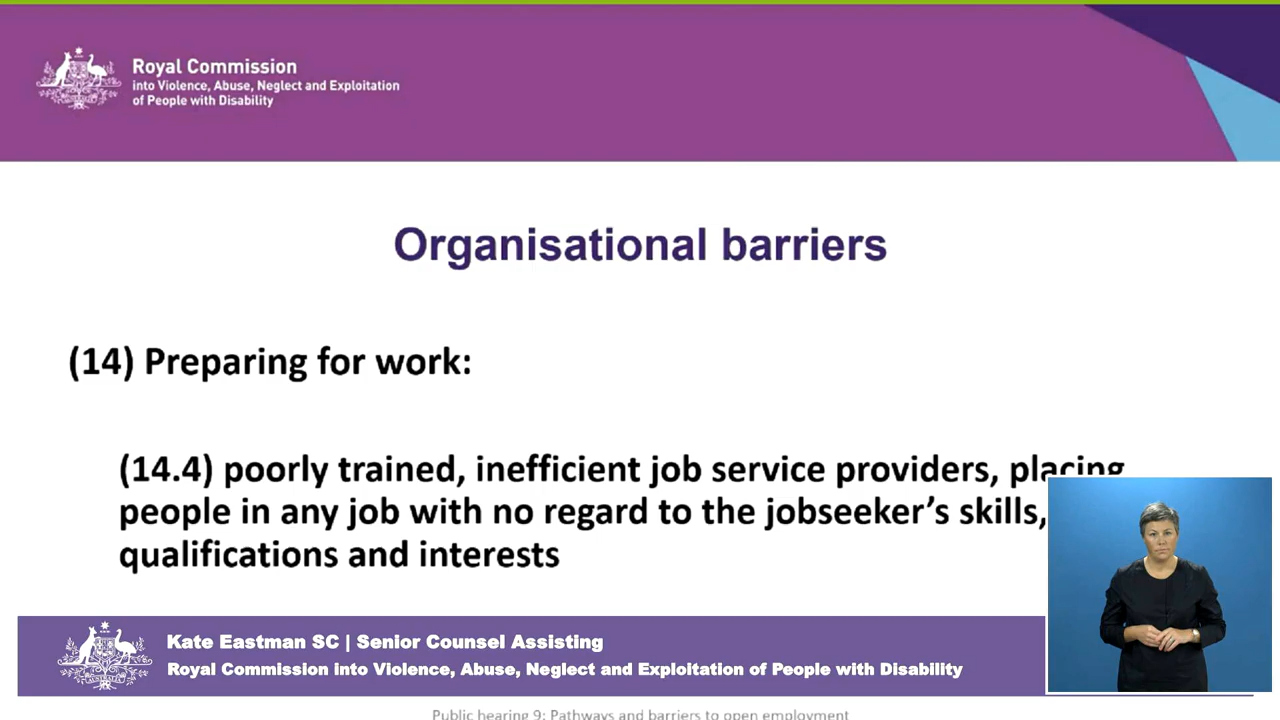 Royal Commission
into Violence, Abuse, Neglect and Exploitation
of People with Disability
Organisational barriers
(14) Preparing for work:
(14.4) poorly trained, inefficient job service providers, placing
people in any job with no regard to the jobseeker’s skills,
qualifications and interests
Kate Eastman SC | Senior Counsel Assisting
Royal Commission into Violence, Abuse, Neglect and Exploitation of People with Disability
Public hearing 9: Pathways and barriers to open employment